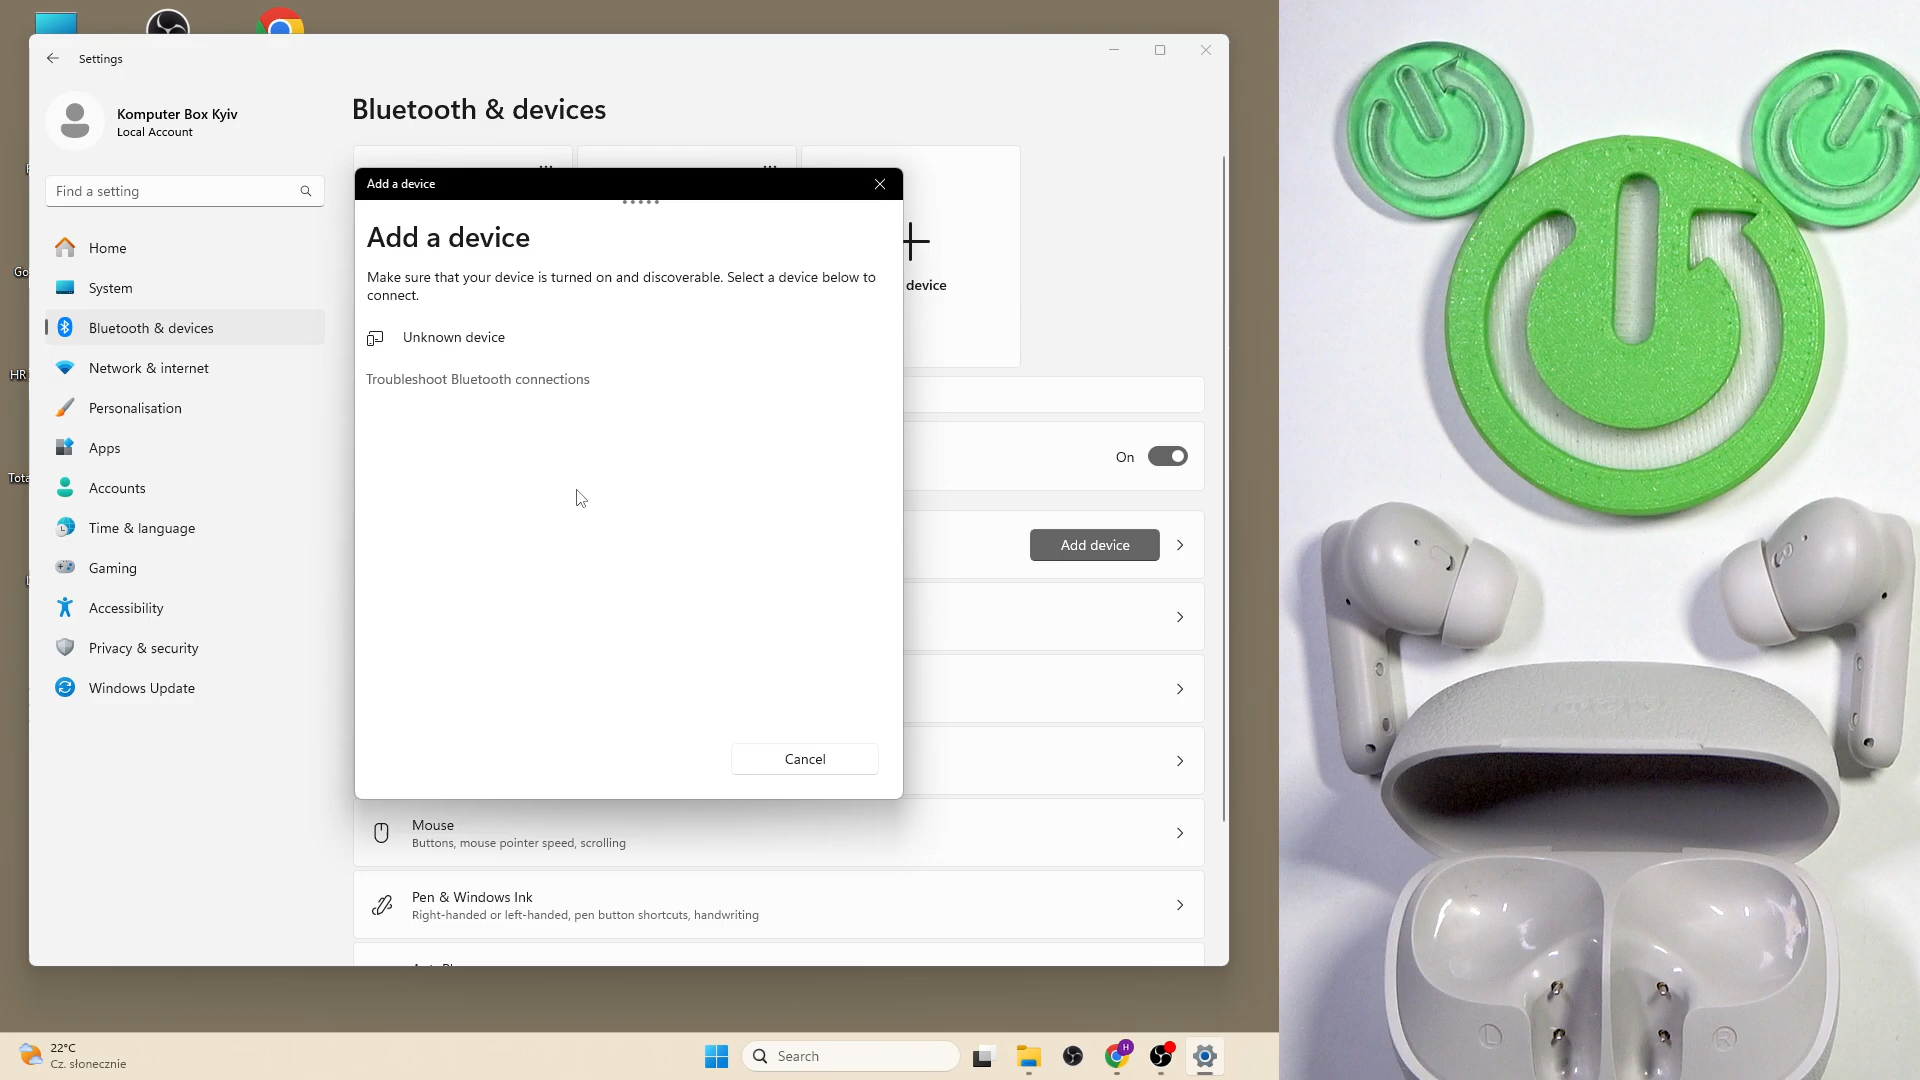 Settings
Komputer Box Kyiv
Local Account
Find a setting
Home
System
Bluetooth & devices
Network & internet
Personalisation
Apps
Accounts
Time & language
Gaming
Accessibility
Privacy & security
Windows Update
Bluetooth & devices
Add a device
Add a device
Make sure that your device is turned on and discoverable. Select a device below to
connect.
Unknown device
Troubleshoot Bluetooth connections
Cancel
device
On
Add device
Mouse
Buttons, mouse pointer speed, scrolling
Pen & Windows Ink
Right-handed or left-handed, pen button shortcuts, handwriting
Go
HR
Tota
22°C
Cz. słonecznie
Search
H
L
R